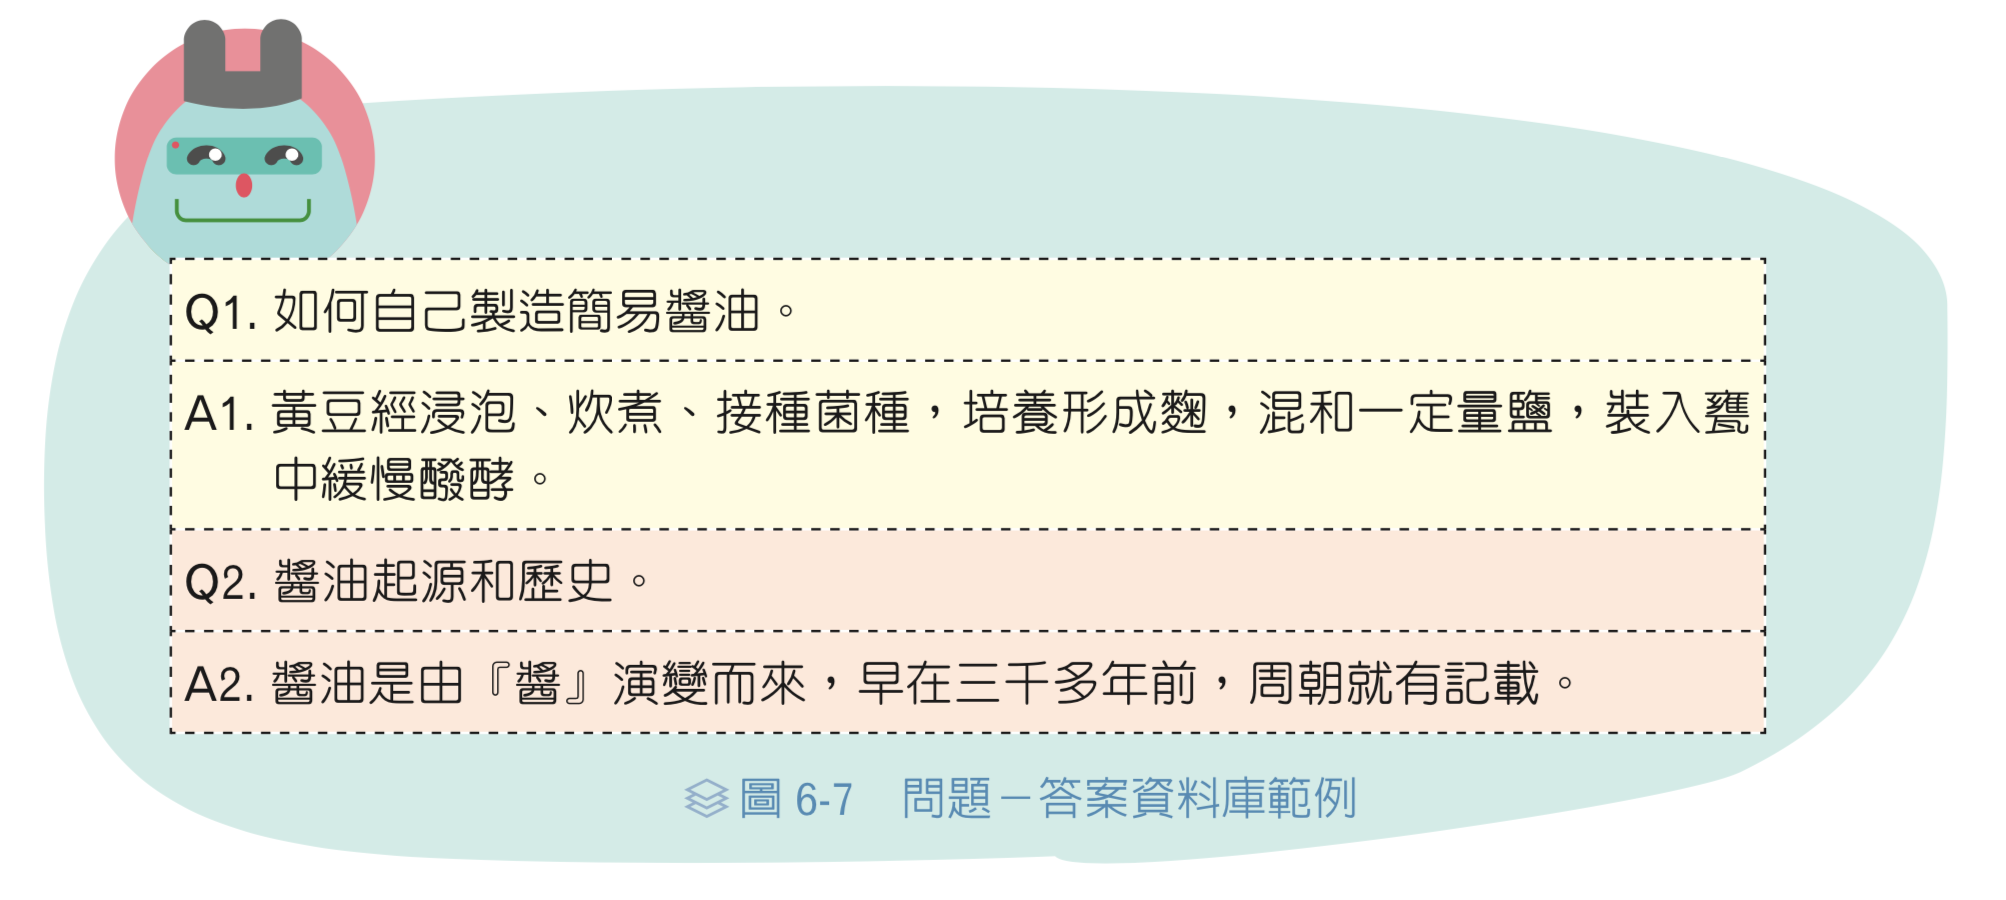 Q1. 如何自己製造簡易醬油。
A1. 黃豆經浸泡、炊煮、接種菌種，培養形成麴，混和一定量鹽，裝入甕
中緩慢醱酵。
Q2. 醬油起源和歷史。
A2. 醬油是由『醬』演變而來，早在三千多年前，周朝就有記載。
圖 6-7　問題－答案資料庫範例